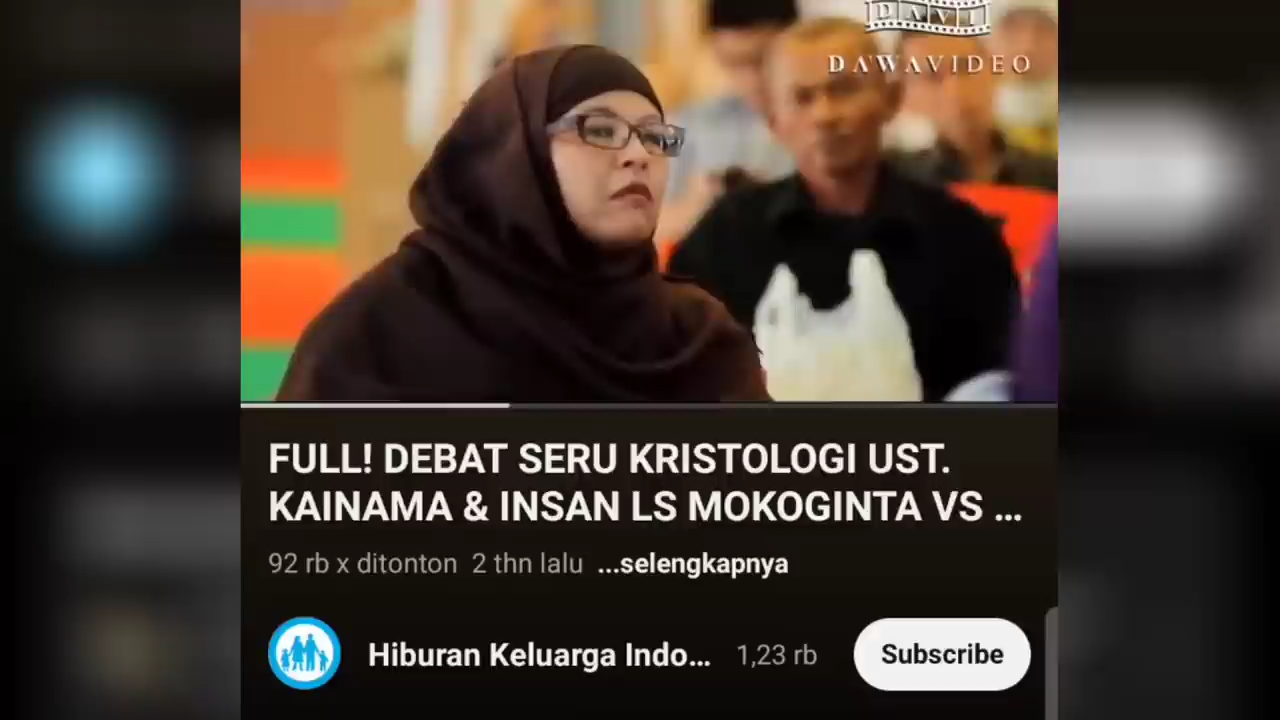 DAVI
DAWAVIDEO
FULL! DEBAT SERU KRISTOLOGI UST.
KAINAMA & INSAN LS MOKOGINTA VS ...
92 rb x ditonton 2 thn lalu ...selengkapnya
Hiburan Keluarga Indo... 1,23 rb Subscribe